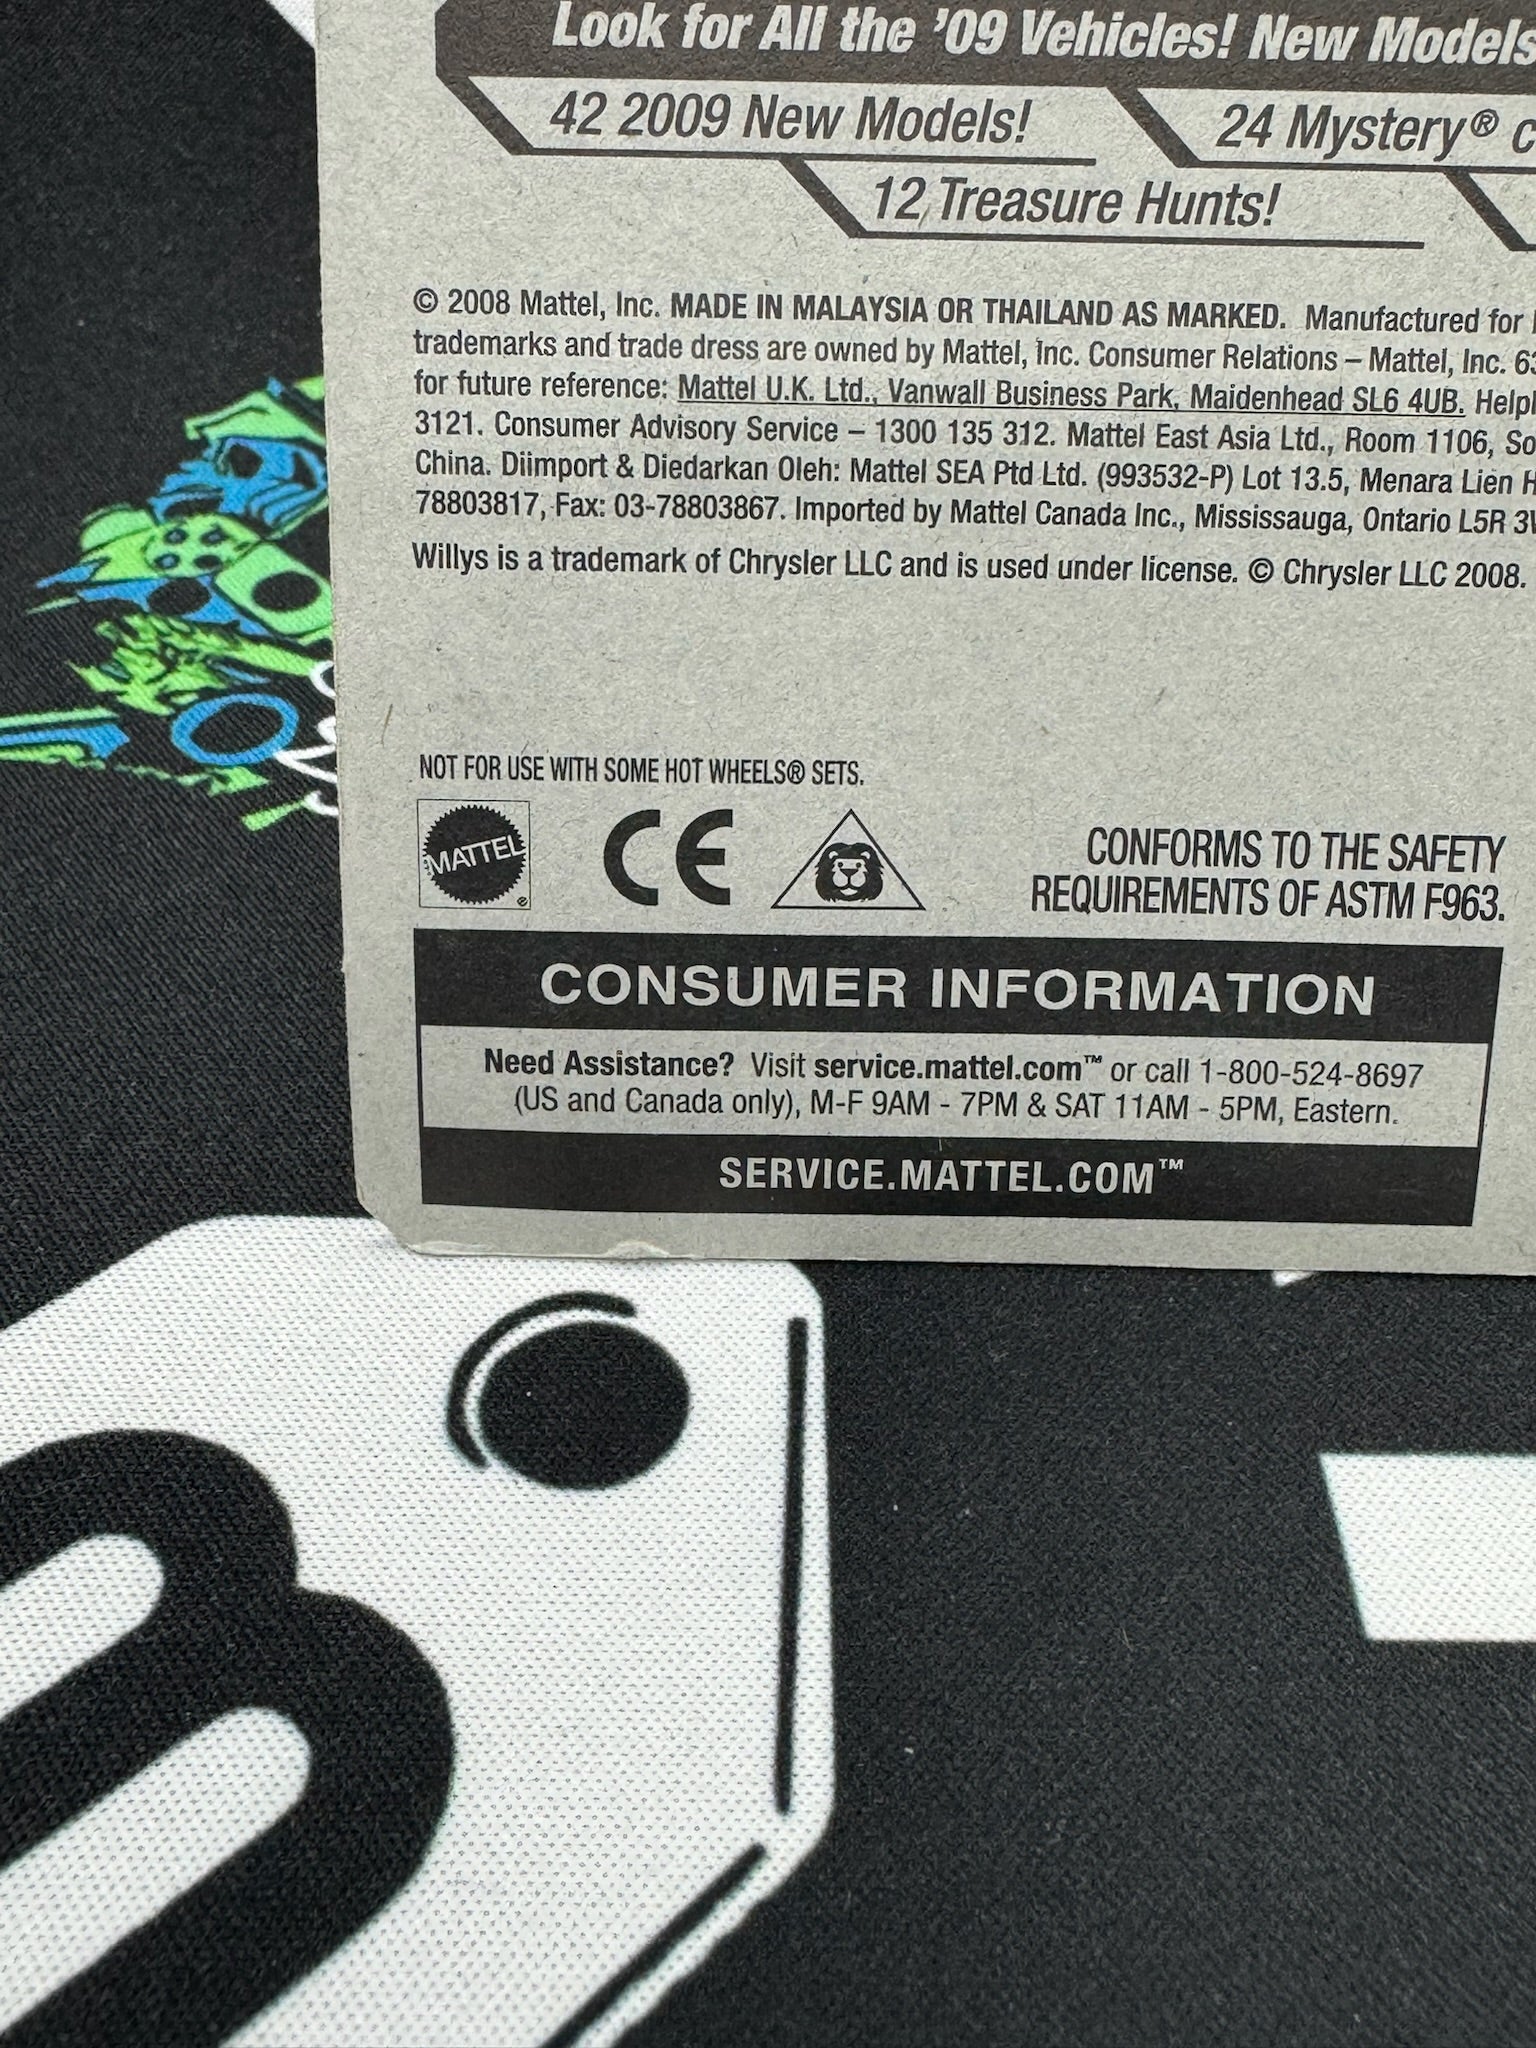 Look for All the '09 Vehicles! New Models
42 2009 New Models!
24 Mystery®
12 Treasure Hunts!
© 2008 Mattel, Inc. MADE IN MALAYSIA OR THAILAND AS MARKED. Manufactured for
trademarks and trade dress are owned by Mattel, Inc. Consumer Relations – Mattel, Inc.
for future reference: Mattel U.K. Ltd., Vanwall Business Park, Maidenhead SL6 4UB.
3121. Consumer Advisory Service – 1300 135 312. Mattel East Asia Ltd., Room 1106,
China. Diimport & Diedarkan Oleh: Mattel SEA Ptd Ltd. (993532-P) Lot 13.5, Menara Lien
78803817, Fax: 03-78803867. Imported by Mattel Canada Inc., Mississauga, Ontario L5R
Willys is a trademark of Chrysler LLC and is used under license. © Chrysler LLC 2008.
NOT FOR USE WITH SOME HOT WHEELS® SETS.
MATTEL
CE
CONFORMS TO THE SAFETY
REQUIREMENTS OF ASTM F963.
CONSUMER INFORMATION
Need Assistance? Visit service.mattel.com™ or call 1-800-524-8697
(US and Canada only), M-F 9AM - 7PM & SAT 11AM - 5PM, Eastern.
SERVICE.MATTEL.COM™